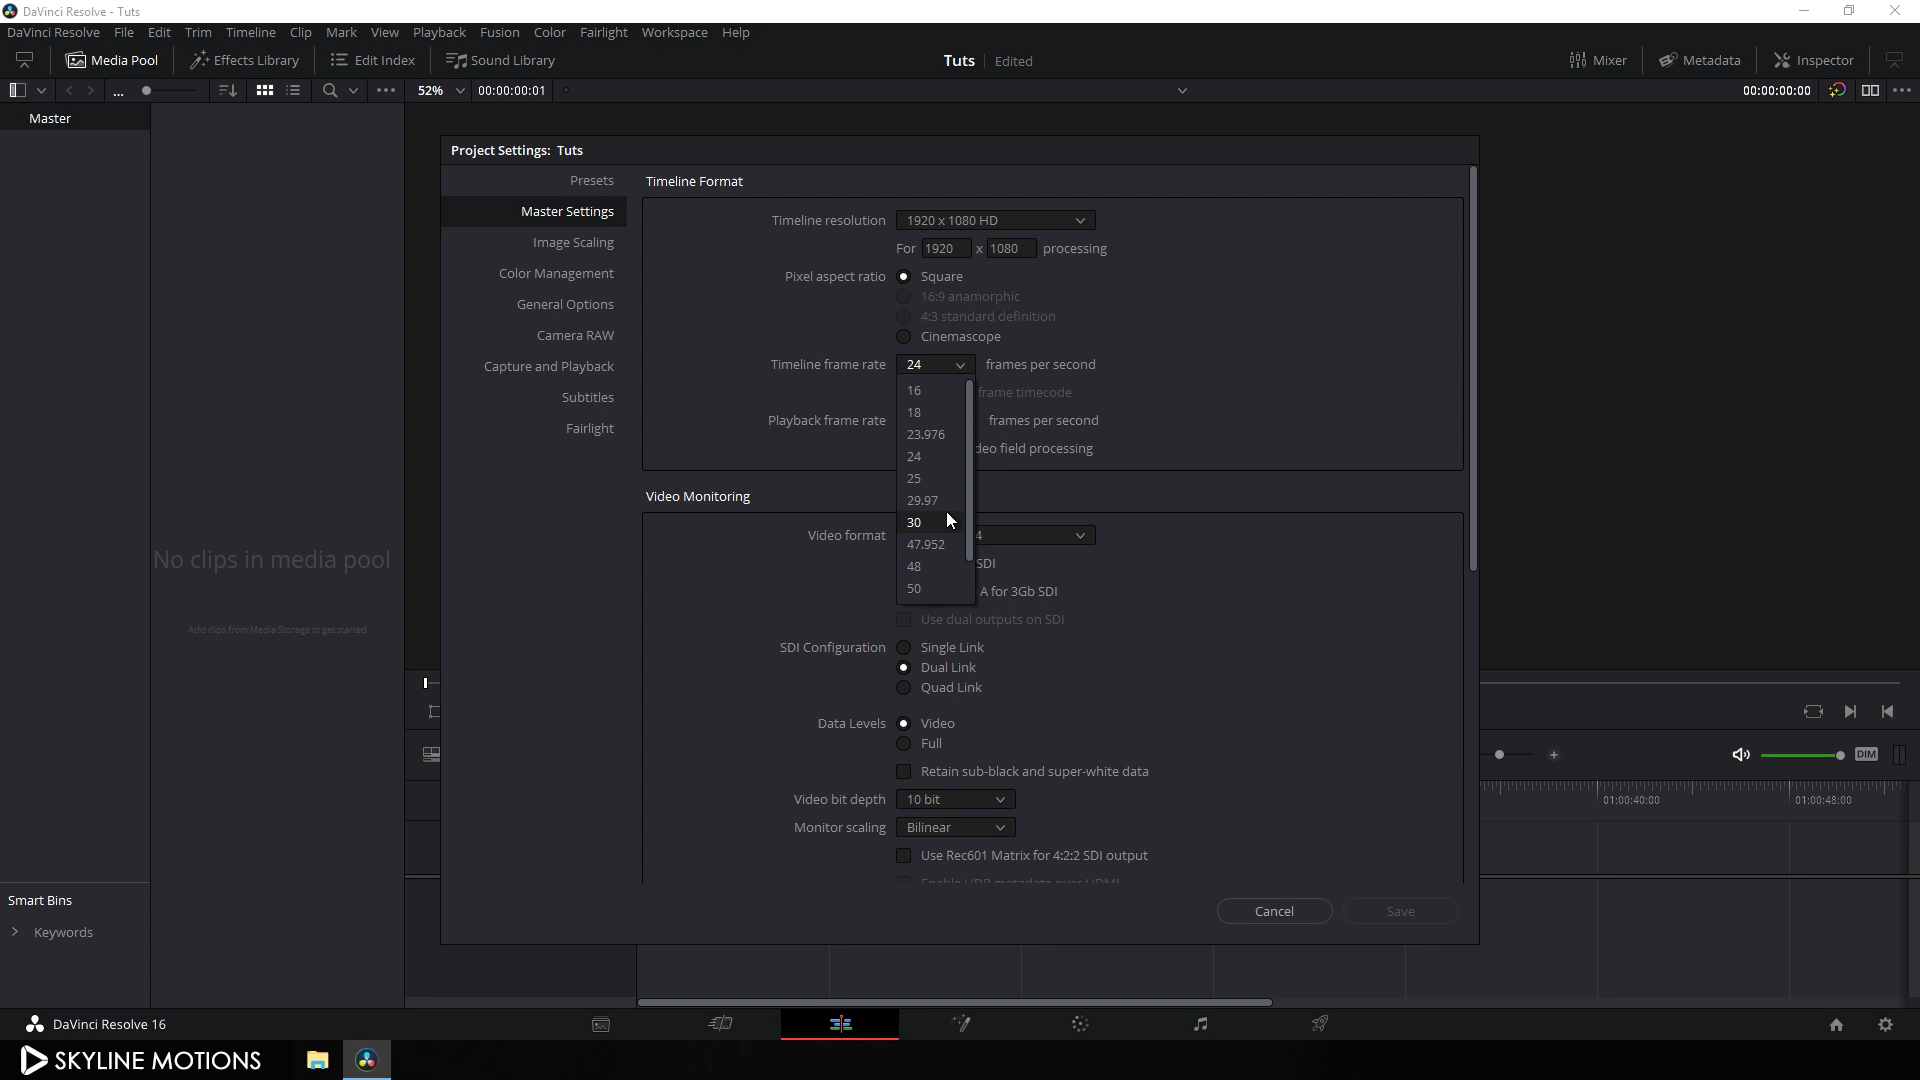 DaVinci Resolve - Tuts
DaVinci Resolve File Edit Trim Timeline Clip Mark View Playback Fusion Color Fairlight Workspace Help
Media Pool Effects Library Edit Index Sound Library Tuts Edited Mixer Metadata Inspector
... 52% 00:00:00:01 00:00:00:00
Master
Project Settings: Tuts
Presets
Master Settings
Image Scaling
Color Management
General Options
Camera RAW
Capture and Playback
Subtitles
Fairlight
Timeline Format
Timeline resolution 1920 x 1080 HD
For 1920 x 1080 processing
Pixel aspect ratio Square
16:9 anamorphic
4:3 standard definition
Cinemascope
Timeline frame rate 24 frames per second
16
18
23.976
24
25
29.97
30
47.952
48
50
frame timecode
Playback frame rate frames per second
deo field processing
Video Monitoring
Video format 4
SDI
A for 3Gb SDI
Use dual outputs on SDI
SDI Configuration Single Link
Dual Link
Quad Link
Data Levels Video
Full
Retain sub-black and super-white data
Video bit depth 10 bit
Monitor scaling Bilinear
Use Rec601 Matrix for 4:2:2 SDI output
Enable HDR metadata over HDMI
Cancel Save
No clips in media pool
Add clips from Media Storage to get started
DIM
01:00:40:00 01:00:48:00
Smart Bins
Keywords
DaVinci Resolve 16
SKYLINE MOTIONS